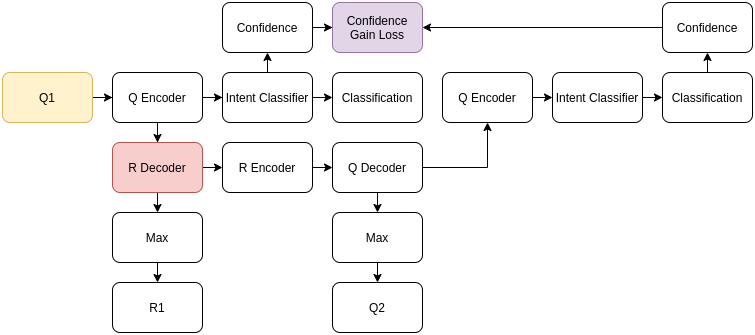 Confidence
Confidence
Gain Loss
Confidence
Q1
Q Encoder
Intent Classifier
Classification
Q Encoder
Intent Classifier
Classification
R Decoder
R Encoder
Q Decoder
Max
Max
R1
Q2